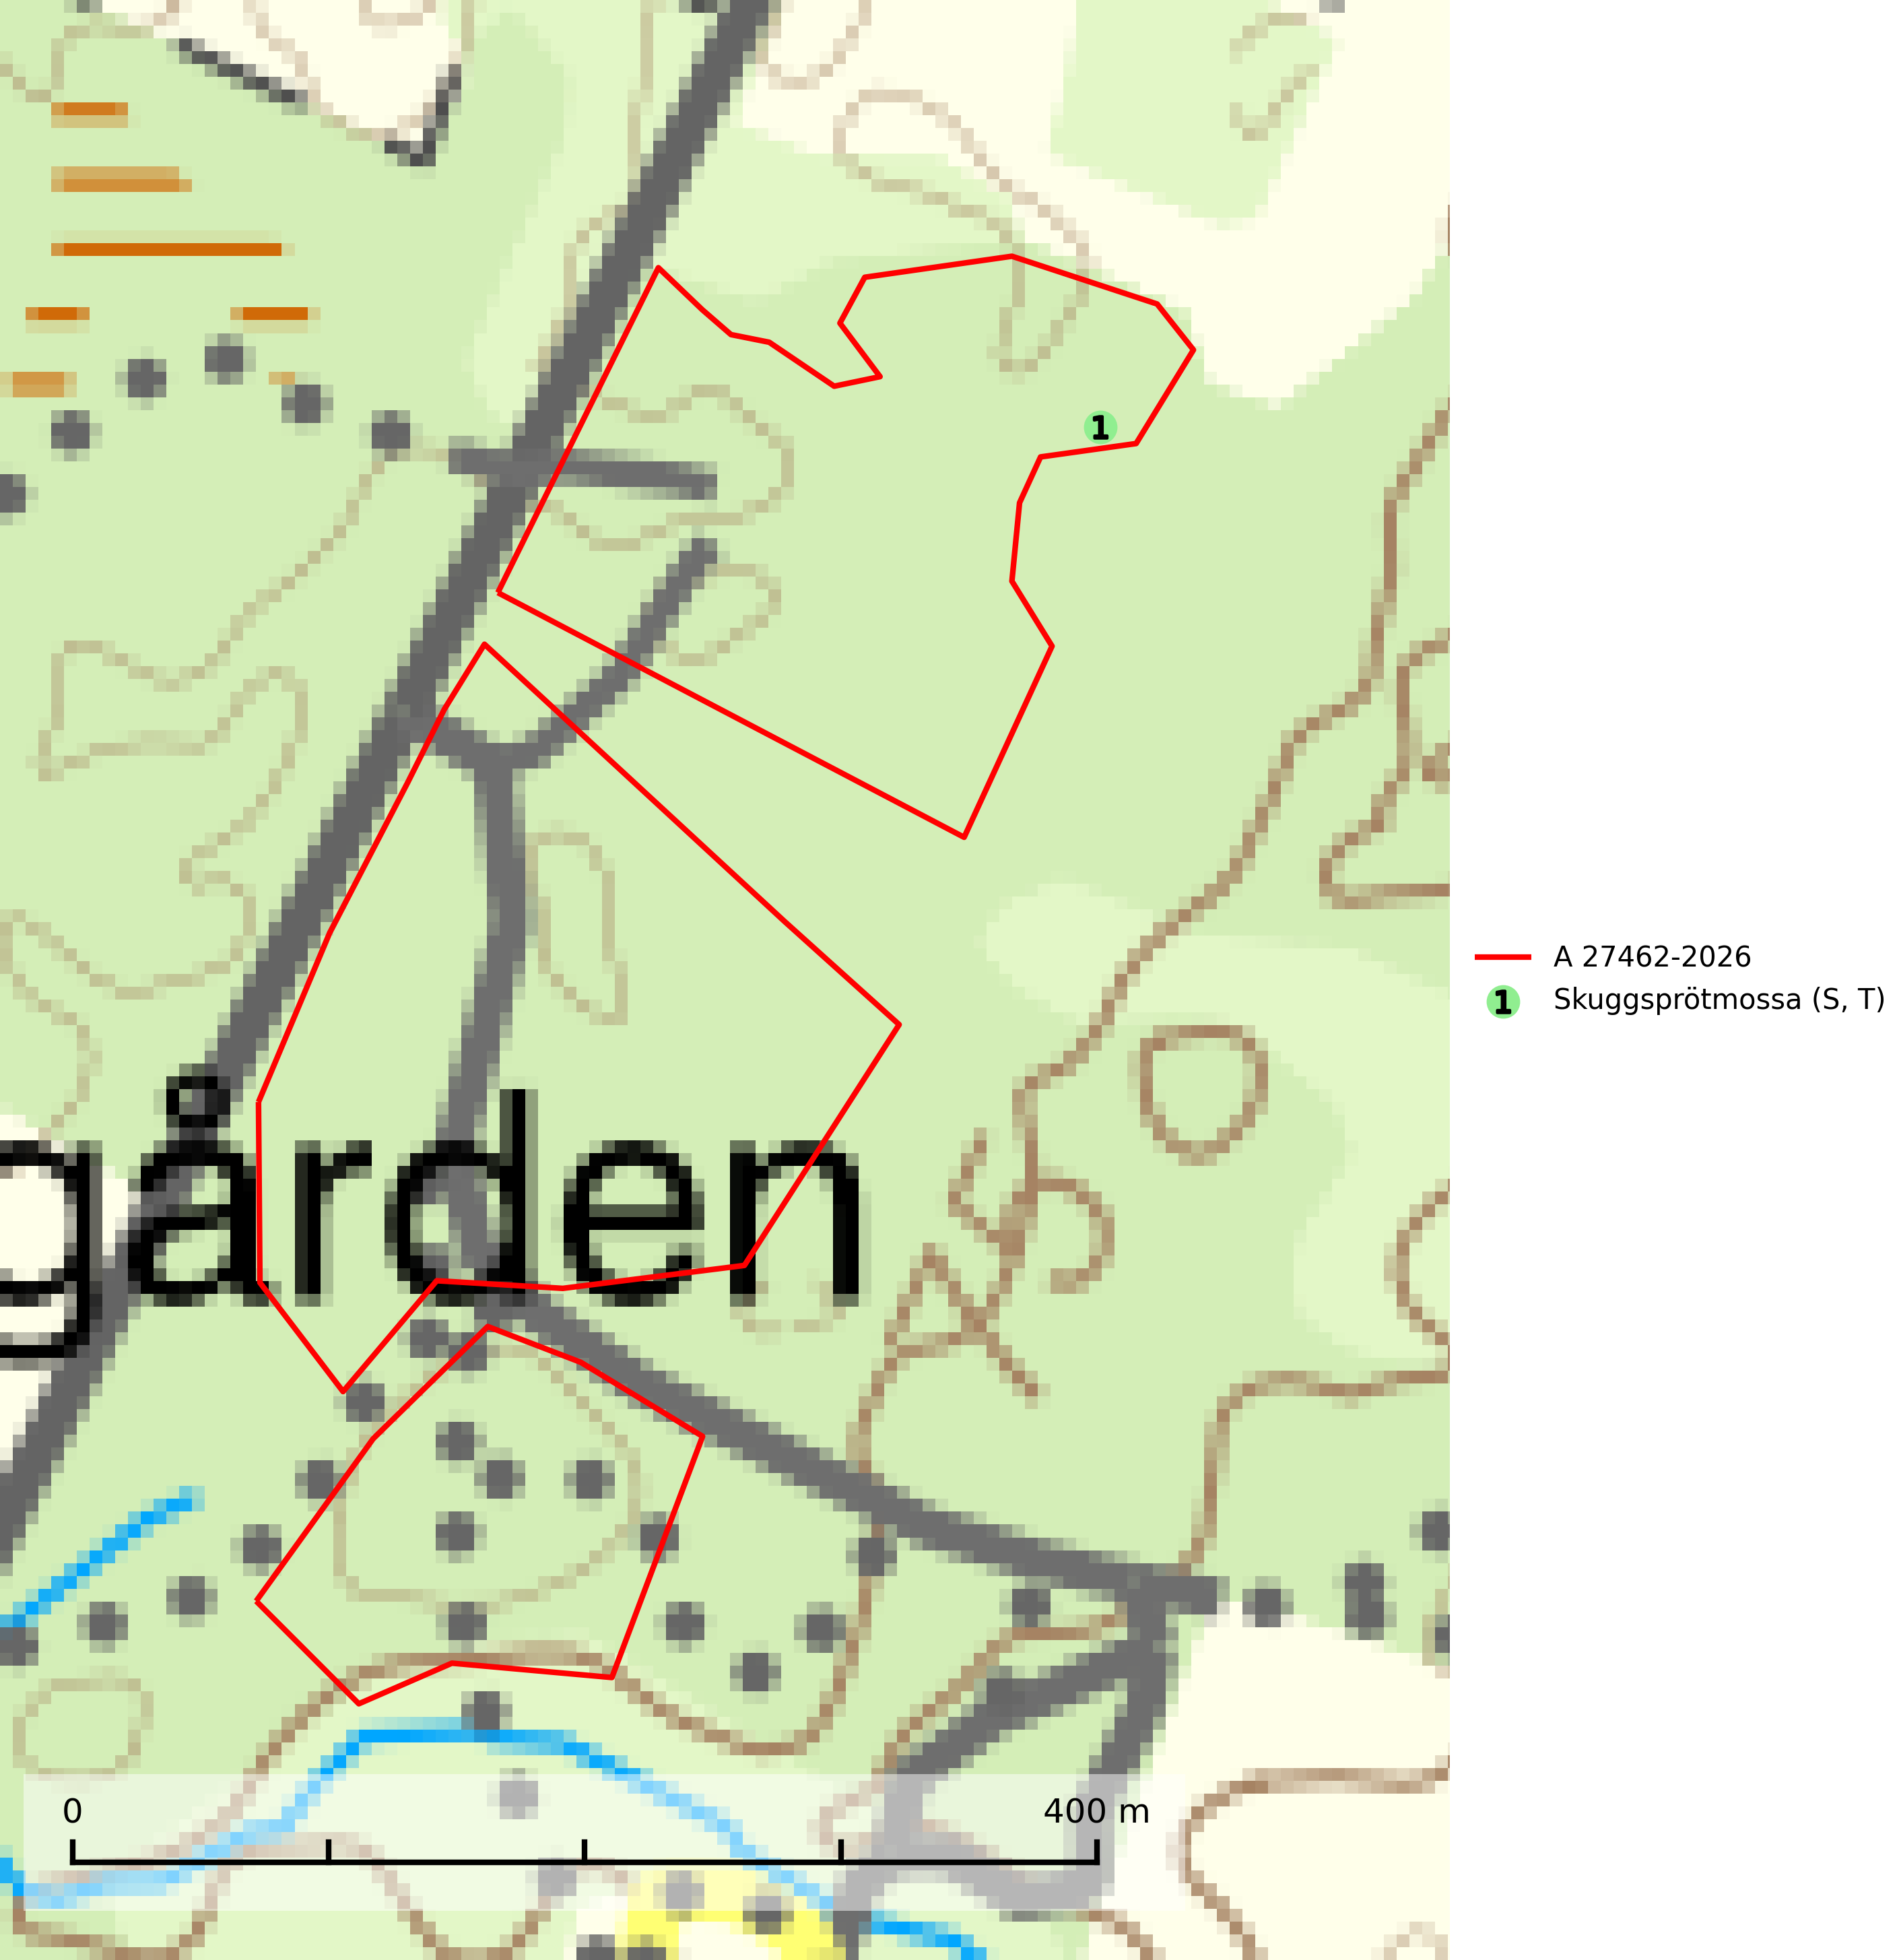 1
gården
A 27462-2026
1 Skuggsprötmossa (S, T)
0 400 m